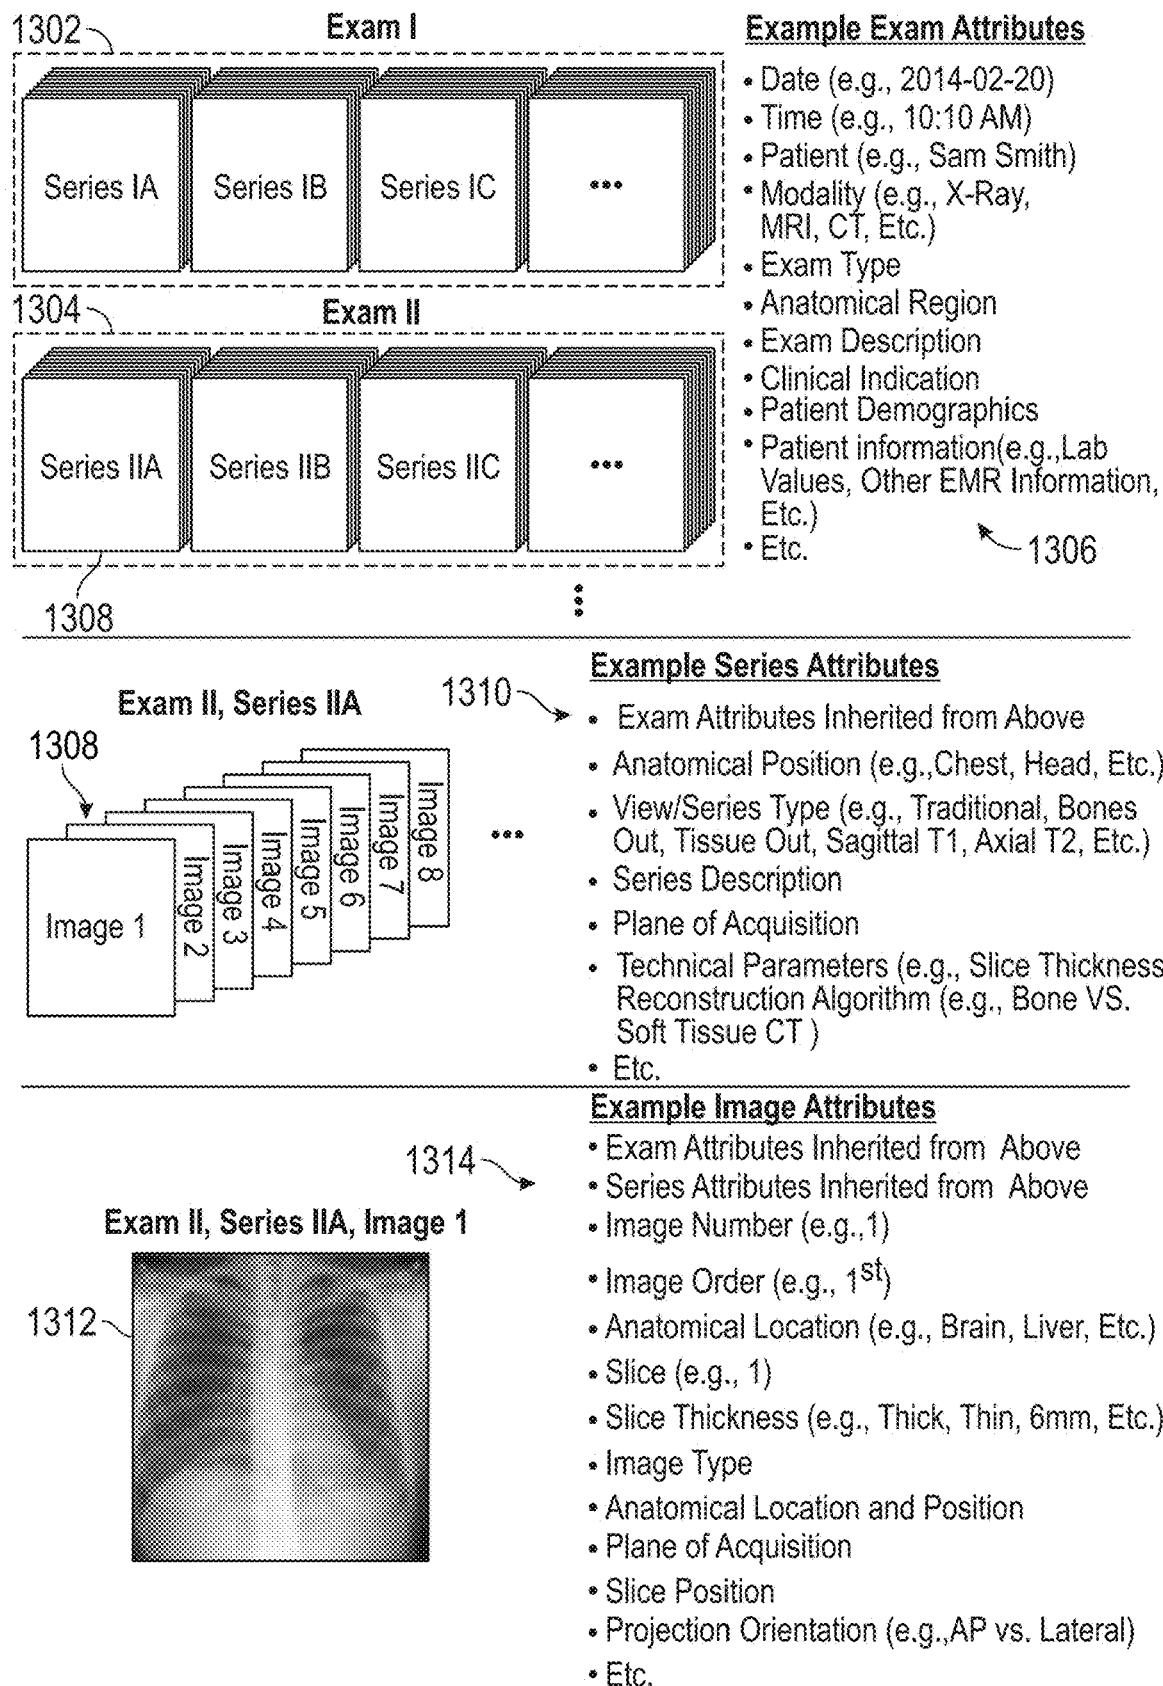 1302
Exam I
Series IA
Series IB
Series IC
•••
1304
Exam II
Series IIA
Series IIB
Series IIC
•••
1308
Example Exam Attributes
• Date (e.g., 2014-02-20)
• Time (e.g., 10:10 AM)
• Patient (e.g., Sam Smith)
• Modality (e.g., X-Ray,
MRI, CT, Etc.)
• Exam Type
• Anatomical Region
• Exam Description
• Clinical Indication
• Patient Demographics
• Patient information(e.g.,Lab
Values, Other EMR Information,
Etc.)
• Etc.
1306
Exam II, Series IIA
1308
Image 1
Image 2
Image 3
Image 4
Image 5
Image 6
Image 7
Image 8
•••
Example Series Attributes
1310
• Exam Attributes Inherited from Above
• Anatomical Position (e.g.,Chest, Head, Etc.)
• View/Series Type (e.g., Traditional, Bones
Out, Tissue Out, Sagittal T1, Axial T2, Etc.)
• Series Description
• Plane of Acquisition
• Technical Parameters (e.g., Slice Thickness
Reconstruction Algorithm (e.g., Bone VS.
Soft Tissue CT )
• Etc.
Exam II, Series IIA, Image 1
1312
Example Image Attributes
1314
• Exam Attributes Inherited from Above
• Series Attributes Inherited from Above
• Image Number (e.g.,1)
• Image Order (e.g., 1st)
• Anatomical Location (e.g., Brain, Liver, Etc.)
• Slice (e.g., 1)
• Slice Thickness (e.g., Thick, Thin, 6mm, Etc.)
• Image Type
• Anatomical Location and Position
• Plane of Acquisition
• Slice Position
• Projection Orientation (e.g.,AP vs. Lateral)
• Etc.